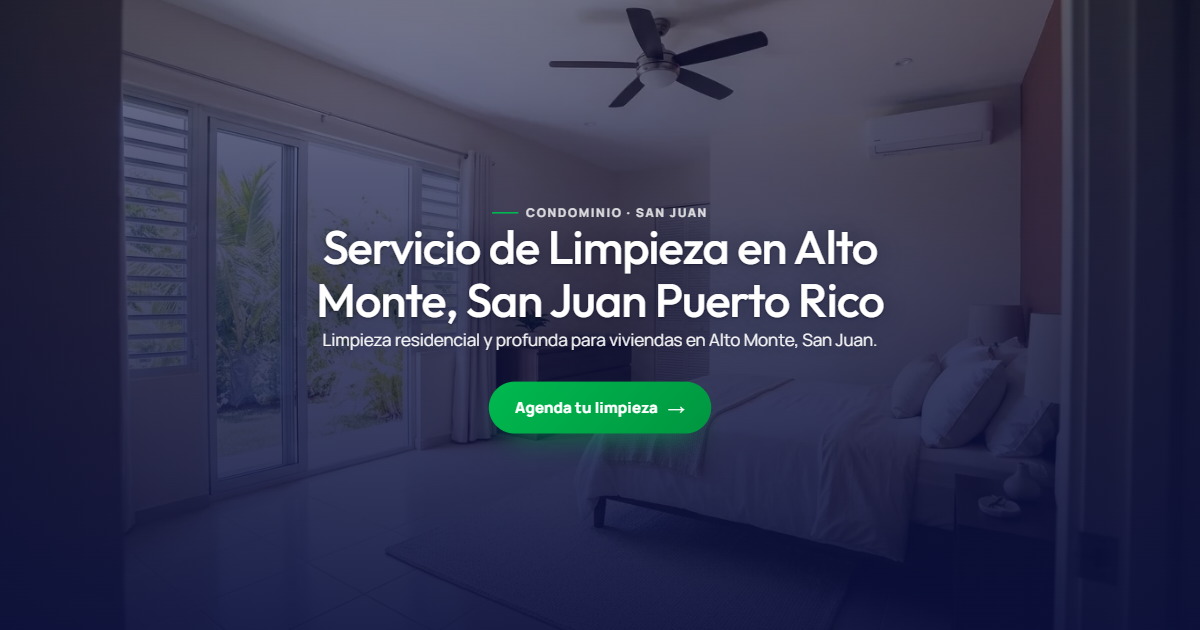 CONDOMINIO · SAN JUAN
Servicio de Limpieza en Alto
Monte, San Juan Puerto Rico
Limpieza residencial y profunda para viviendas en Alto Monte, San Juan.
Agenda tu limpieza →